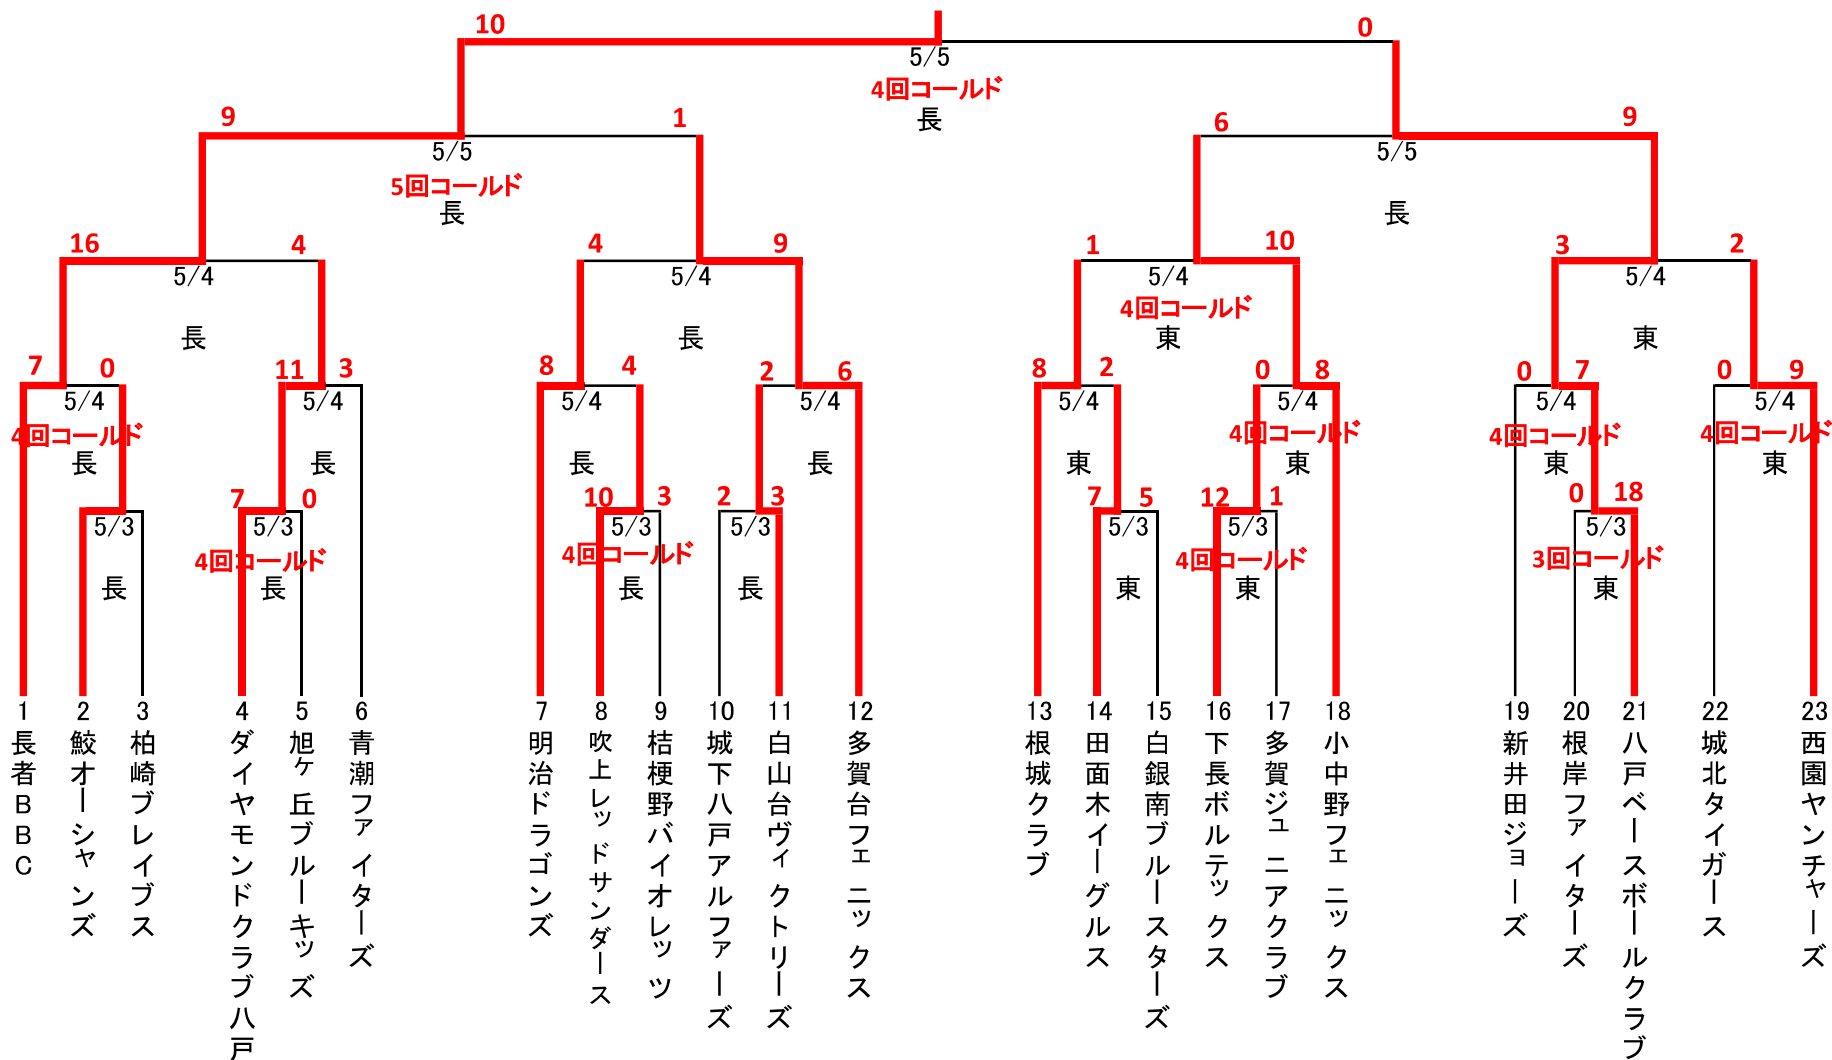 10
0
5/5
4回コールド
長
9
1
6
9
5/5
5/5
5回コールド
長
長
16
4
4
9
1
10
3
2
5/4
5/4
5/4
5/4
4回コールド
長
長
東
東
7
0
11
3
8
4
2
6
8
2
0
8
0
7
0
9
5/4
5/4
5/4
5/4
5/4
5/4
5/4
5/4
4回コールド
4回コールド
4回コールド
4回コールド
長
長
長
長
東
東
東
東
7
0
10
3
2
3
7
5
12
1
0
18
5/3
5/3
5/3
5/3
5/3
5/3
5/3
4回コールド
4回コールド
4回コールド
3回コールド
長
長
長
長
東
東
東
1 長者BBC
2 鮫オーシャンズ
3 柏崎ブレイブス
4 ダイヤモンドクラブ八戸
5 旭ヶ丘ブルーキッズ
6 青潮ファイターズ
7 明治ドラゴンズ
8 吹上レッドサンダース
9 桔梗野バイオレッツ
10 城下八戸アルファーズ
11 白山台ヴィクトリーズ
12 多賀台フェニックス
13 根城クラブ
14 田面木イーグルス
15 白銀南ブルースターズ
16 下長ボルテックス
17 多賀ジュニアクラブ
18 小中野フェニックス
19 新井田ジョーズ
20 根岸ファイターズ
21 八戸ベースボールクラブ
22 城北タイガース
23 西園ヤンチャーズ